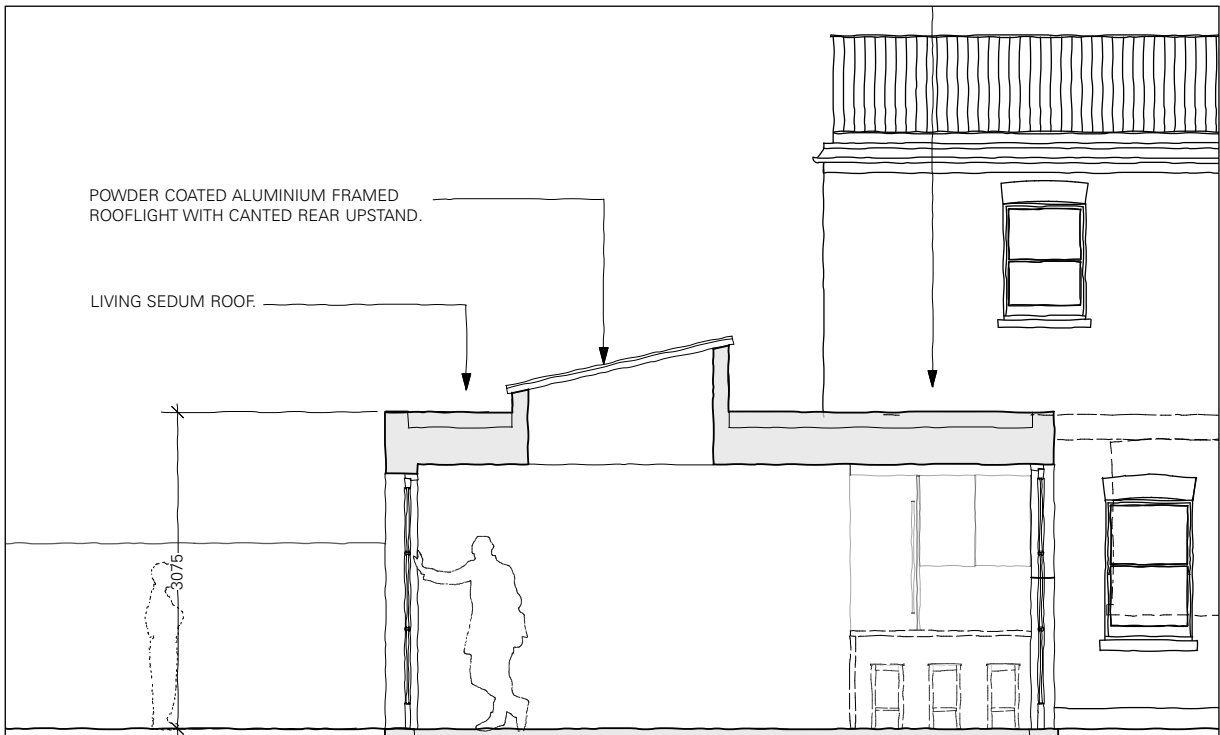 POWDER COATED ALUMINIUM FRAMED
ROOFLIGHT WITH CANTED REAR UPSTAND.
LIVING SEDUM ROOF.
3075